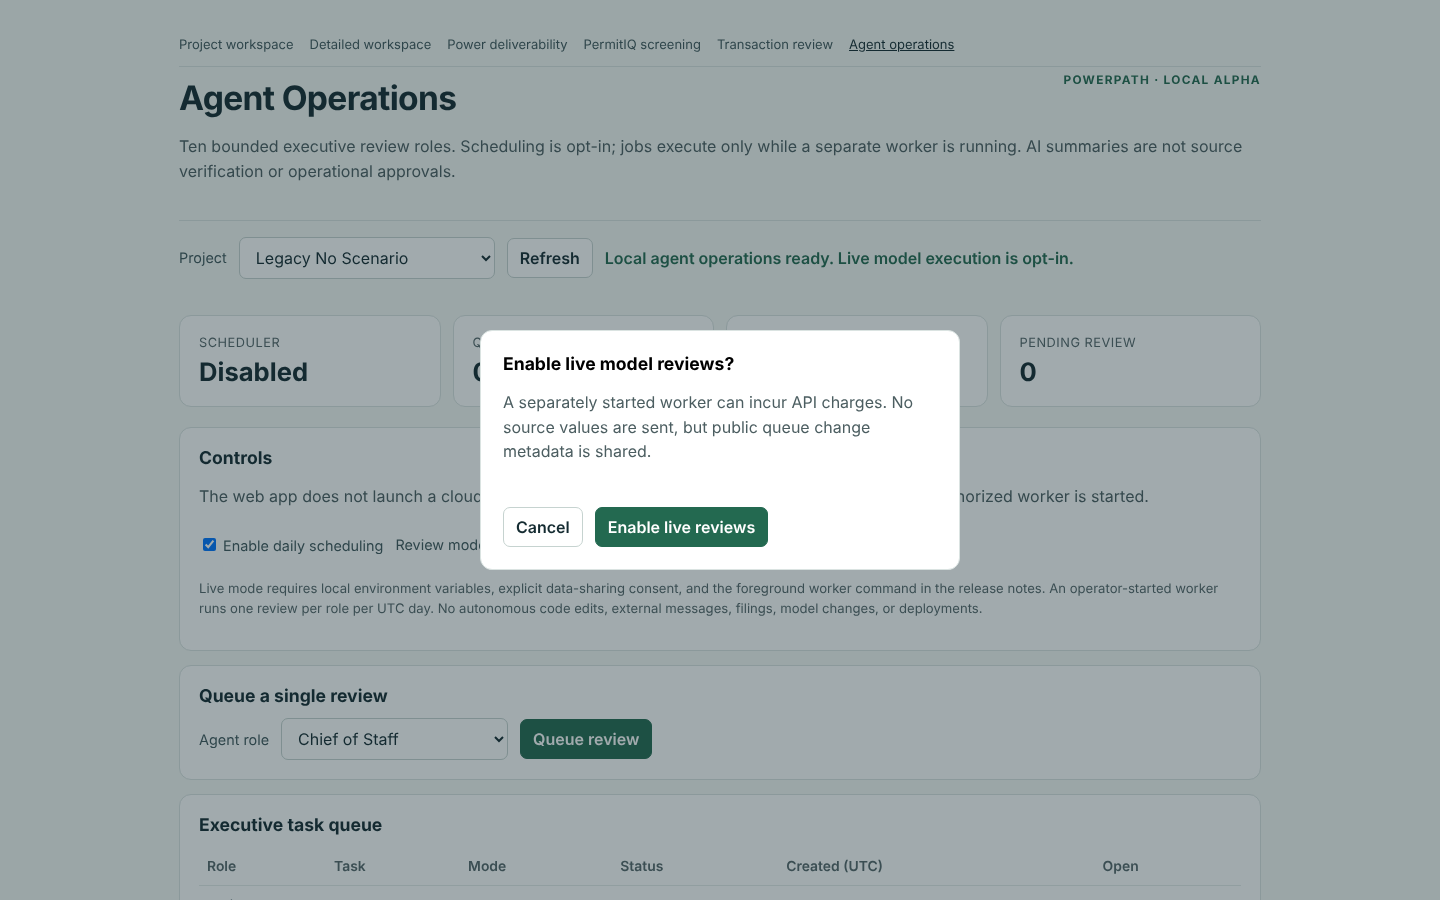 Project workspace Detailed workspace Power deliverability PermitIQ screening Transaction review Agent operations
POWERPATH · LOCAL ALPHA
Agent Operations
Ten bounded executive review roles. Scheduling is opt-in; jobs execute only while a separate worker is running. AI summaries are not source
verification or operational approvals.
Project Legacy No Scenario Refresh Local agent operations ready. Live model execution is opt-in.
SCHEDULER
Disabled
PENDING REVIEW
0
Enable live model reviews?
A separately started worker can incur API charges. No
source values are sent, but public queue change
metadata is shared.
Cancel Enable live reviews
Controls
The web app does not launch a cloud
worker is started.
Enable daily scheduling Review
Live mode requires local environment variables, explicit data-sharing consent, and the foreground worker command in the release notes. An operator-started worker
runs one review per role per UTC day. No autonomous code edits, external messages, filings, model changes, or deployments.
Queue a single review
Agent role Chief of Staff Queue review
Executive task queue
Role Task Mode Status Created (UTC) Open